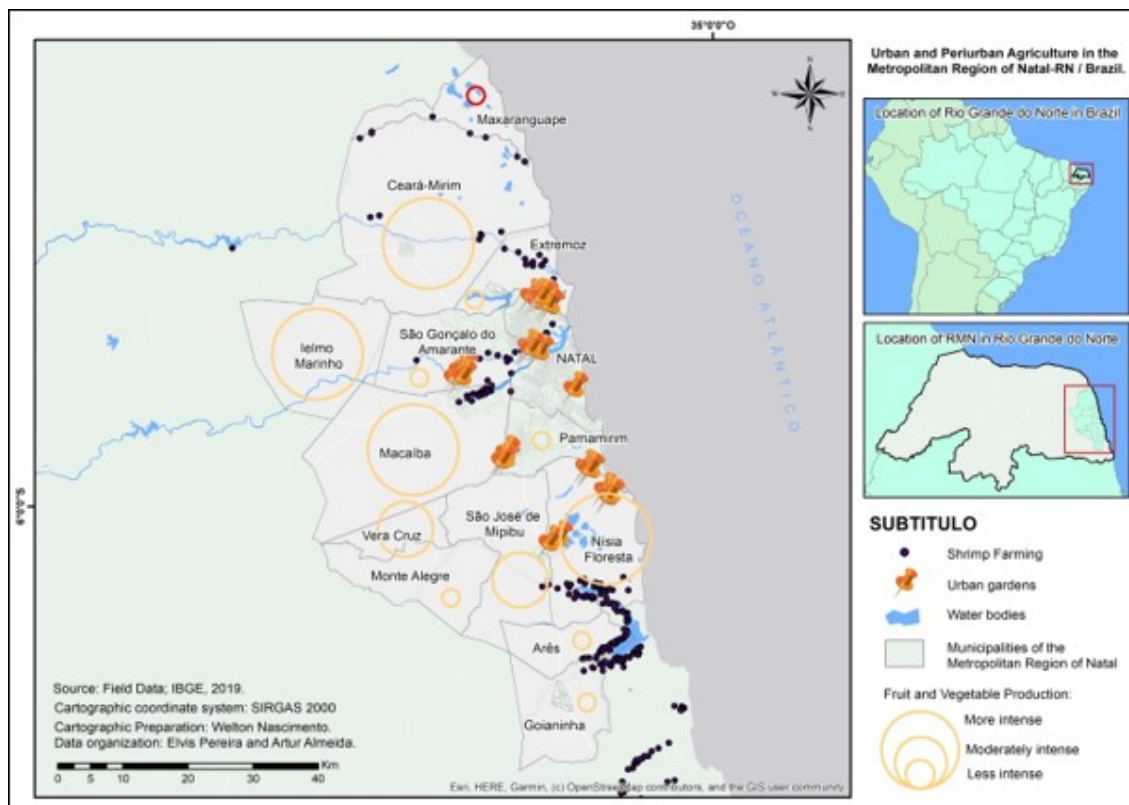 35°0'0"O
6°0'0"S
N
W
E
S
Maxaranguape
Ceará-Mirim
Extremoz
São Gonçalo do
Amarante
Ielmo
Marinho
NATAL
Macaíba
Parnamirim
São José de
Mipibu
Vera Cruz
Nísia
Floresta
Monte Alegre
Arês
Goianinha
OCEANO ATLÂNTICO
Source: Field Data; IBGE, 2019.
Cartographic coordinate system: SIRGAS 2000
Cartographic Preparation: Welton Nascimento.
Data organization: Elvis Pereira and Artur Almeida.
0 5 10 20 30 40 Km
Esri, HERE, Garmin, (c) OpenStreetMap contributors, and the GIS user community
Urban and Periurban Agriculture in the
Metropolitan Region of Natal-RN / Brazil.
Location of Rio Grande do Norte in Brazil
Location of RMN in Rio Grande do Norte
SUBTITULO
Shrimp Farming
Urban gardens
Water bodies
Municipalities of the
Metropolitan Region of Natal
Fruit and Vegetable Production:
More intense
Moderately intense
Less intense